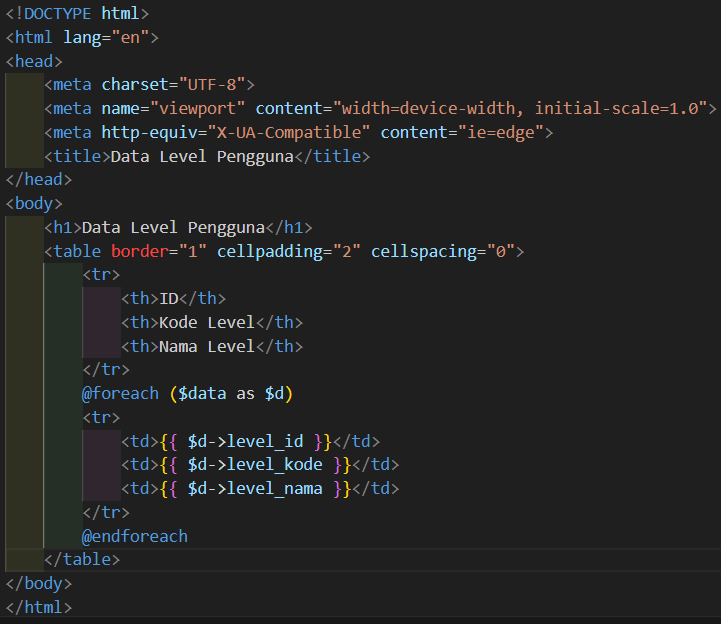 <!DOCTYPE html>
<html lang="en">
<head>
    <meta charset="UTF-8">
    <meta name="viewport" content="width=device-width, initial-scale=1.0">
    <meta http-equiv="X-UA-Compatible" content="ie=edge">
    <title>Data Level Pengguna</title>
</head>
<body>
    <h1>Data Level Pengguna</h1>
    <table border="1" cellpadding="2" cellspacing="0">
        <tr>
            <th>ID</th>
            <th>Kode Level</th>
            <th>Nama Level</th>
        </tr>
        @foreach ($data as $d)
        <tr>
            <td>{{ $d->level_id }}</td>
            <td>{{ $d->level_kode }}</td>
            <td>{{ $d->level_nama }}</td>
        </tr>
        @endforeach
    </table>
</body>
</html>